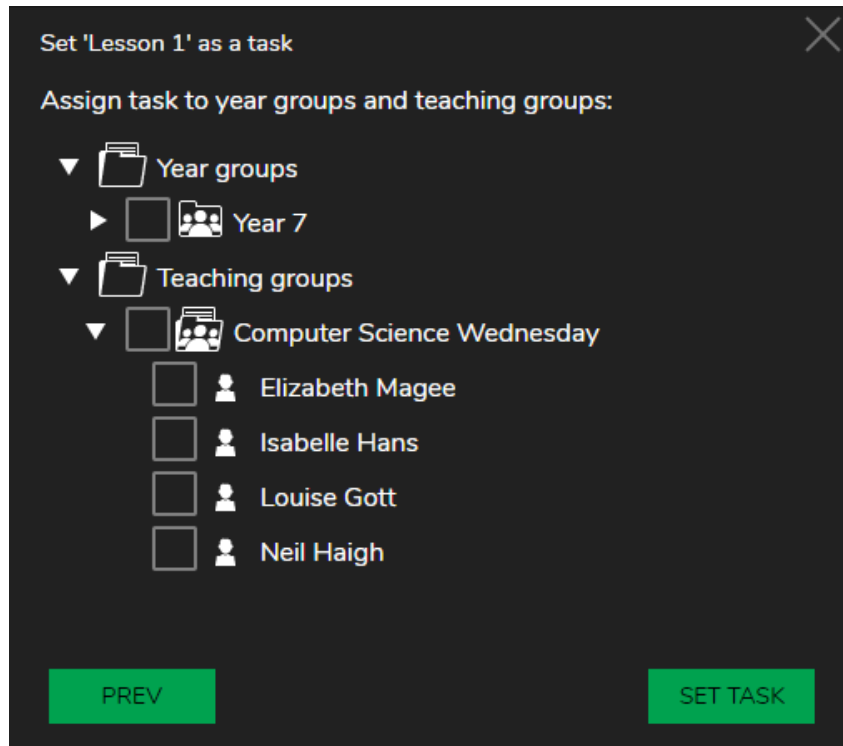 Set 'Lesson 1' as a task
Assign task to year groups and teaching groups:
Year groups
Year 7
Teaching groups
Computer Science Wednesday
Elizabeth Magee
Isabelle Hans
Louise Gott
Neil Haigh
PREV
SET TASK